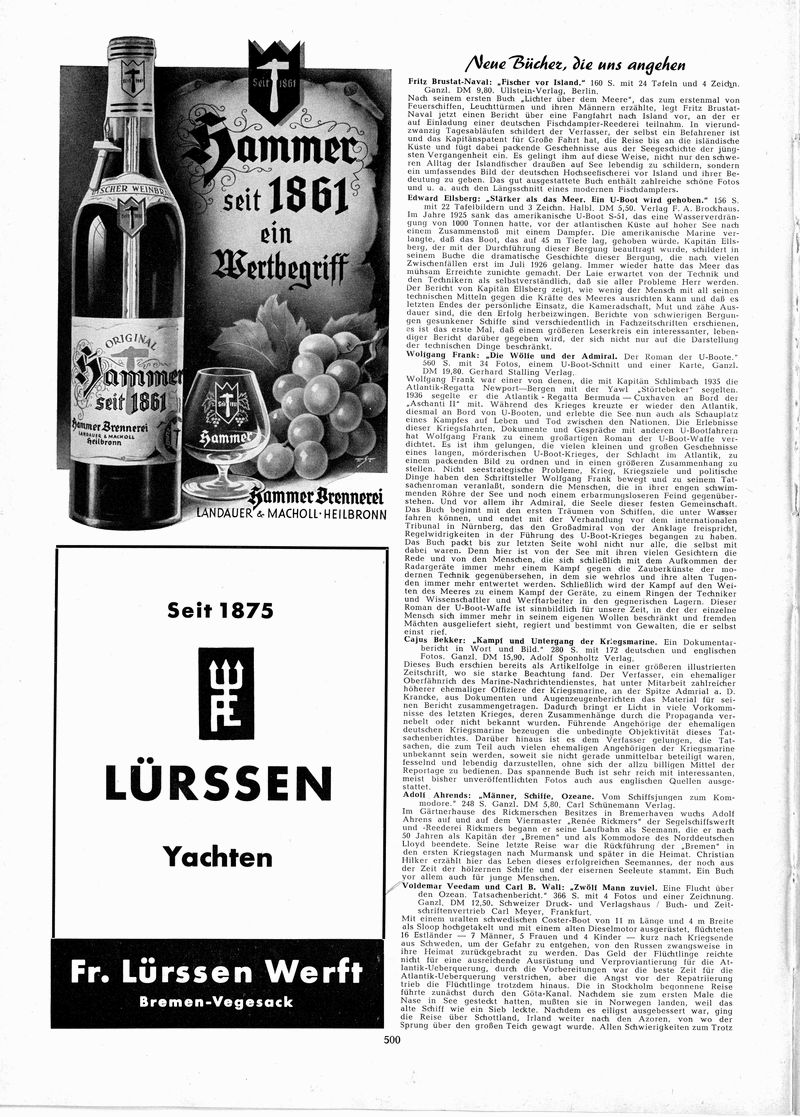 Seit 1861
Hammer
seit 1861
ein
Wertbegriff
SCHER WEINBR
ORIGINAL
Hammer
seit 1861
Hammer Brennerei
LANDAUER & MACHOLL
Heilbronn
Hammer
Hammer Brennerei
LANDAUER & MACHOLL · HEILBRONN
Seit 1875
LÜRSSEN
Yachten
Fr. Lürssen Werft
Bremen-Vegesack
Neue Bücher, die uns angehen
Fritz Brustat-Naval: „Fischer vor Island." 160 S. mit 24 Tafeln und 4 Zeichn.
Ganzl. DM 9,80. Ullstein-Verlag, Berlin.
Nach seinem ersten Buch „Lichter über dem Meere", das zum erstenmal von
Feuerschiffen, Leuchttürmen und ihren Männern erzählte, legt Fritz Brustat-
Naval jetzt einen Bericht über eine Fangfahrt nach Island vor, an der er
auf Einladung einer deutschen Fischdampfer-Reederei teilnahm. In vierund-
zwanzig Tagesabläufen schildert der Verfasser, der selbst ein Befahrener ist
und das Kapitänspatent für Große Fahrt hat, die Reise bis an die isländische
Küste und fügt dabei packende Geschehnisse aus der Seegeschichte der jüng-
sten Vergangenheit ein. Es gelingt ihm auf diese Weise, nicht nur den schwe-
ren Alltag der Islandfischer draußen auf See lebendig zu schildern, sondern
ein umfassendes Bild der deutschen Hochseefischerei vor Island und ihrer Be-
deutung zu geben. Das gut ausgestattete Buch enthält zahlreiche schöne Fotos
und u. a. auch den Längsschnitt eines modernen Fischdampfers.
Edward Ellsberg: „Stärker als das Meer. Ein U-Boot wird gehoben." 156 S.
mit 22 Tafelbildern und 3 Zeichn. Halbl. DM 5,50. Verlag F. A. Brockhaus.
Im Jahre 1925 sank das amerikanische U-Boot S-51, das eine Wasserverdrän-
gung von 1000 Tonnen hatte, vor der atlantischen Küste auf hoher See nach
einem Zusammenstoß mit einem Dampfer. Die amerikanische Marine ver-
langte, daß das Boot, das auf 45 m Tiefe lag, gehoben würde. Kapitän Ells-
berg, der mit der Durchführung dieser Bergung beauftragt wurde, schildert in
seinem Buche die dramatische Geschichte dieser Bergung, die nach vielen
Zwischenfällen erst im Juli 1926 gelang. Immer wieder hatte das Meer das
mühsam Erreichte zunichte gemacht. Der Laie erwartet von der Technik und
den Technikern als selbstverständlich, daß sie aller Probleme Herr werden.
Der Bericht von Kapitän Ellsberg zeigt, wie wenig der Mensch mit all seinen
technischen Mitteln gegen die Kräfte des Meeres ausrichten kann und daß es
letzten Endes der persönliche Einsatz, die Kameradschaft, Mut und zähe Aus-
dauer sind, die den Erfolg herbeizwingen. Berichte von schwierigen Bergun-
gen gesunkener Schiffe sind verschiedentlich in Fachzeitschriften erschienen,
es ist das erste Mal, daß einem größeren Leserkreis ein interessanter, leben-
diger Bericht darüber gegeben wird, der sich nicht nur auf die Darstellung
der technischen Dinge beschränkt.
Wolfgang Frank: „Die Wölfe und der Admiral. Der Roman der U-Boote."
560 S. mit 34 Fotos, einem U-Boot-Schnitt und einer Karte, Ganzl.
DM 19,80. Gerhard Stalling Verlag.
Wolfgang Frank war einer von denen, die mit Kapitän Schlimbach 1935 die
Atlantik-Regatta Newport—Bergen mit der Yawl „Störtebeker" segelten.
1936 segelte er die Atlantik - Regatta Bermuda — Cuxhaven an Bord der
„Aschanti II" mit. Während des Krieges kreuzte er wieder den Atlantik,
diesmal an Bord von U-Booten, und erlebte die See nun auch als Schauplatz
eines Kampfes auf Leben und Tod zwischen den Nationen. Die Erlebnisse
dieser Kriegsfahrten, Dokumente und Gespräche mit anderen U-Bootfahrern
hat Wolfgang Frank zu einem großartigen Roman der U-Boot-Waffe ver-
dichtet. Es ist ihm gelungen, die vielen kleinen und großen Geschehnisse
eines langen, mörderischen U-Boot-Krieges, der Schlacht im Atlantik, zu
einem packenden Bild zu ordnen und in einen größeren Zusammenhang zu
stellen. Nicht seestrategische Probleme, Krieg, Kriegsziele und politische
Dinge haben den Schriftsteller Wolfgang Frank bewegt und zu seinem Tat-
sachenroman veranlaßt, sondern die Menschen, die in ihrer engen schwim-
menden Röhre der See und noch einem erbarmungsloseren Feind gegenüber-
stehen. Und vor allem ihr Admiral, die Seele dieser festen Gemeinschaft.
Das Buch beginnt mit den ersten Träumen von Schiffen, die unter Wasser
fahren können, und endet mit der Verhandlung vor dem internationalen
Tribunal in Nürnberg, das den Großadmiral von der Anklage freispricht,
Regelwidrigkeiten in der Führung des U-Boot-Krieges begangen zu haben.
Das Buch packt bis zur letzten Seite wohl nicht nur alle, die selbst mit
dabei waren. Denn hier ist von der See mit ihren vielen Gesichtern die
Rede und von den Menschen, die sich schließlich mit dem Aufkommen der
Radargeräte immer mehr einem Kampf gegen die Zauberkünste der mo-
dernen Technik gegenübersehen, in dem sie wehrlos und ihre alten Tugen-
den immer mehr entwertet werden. Schließlich wird der Kampf auf den Wei-
ten des Meeres zu einem Kampf der Geräte, zu einem Ringen der Techniker
und Wissenschaftler und Werftarbeiter in den gegnerischen Lagern. Dieser
Roman der U-Boot-Waffe ist sinnbildlich für unsere Zeit, in der der einzelne
Mensch sich immer mehr in seinem eigenen Wollen beschränkt und fremden
Mächten ausgeliefert sieht, regiert und bestimmt von Gewalten, die er selbst
einst rief.
Cajus Bekker: „Kampf und Untergang der Kriegsmarine. Ein Dokumentar-
bericht in Wort und Bild." 280 S. mit 172 deutschen und englischen
Fotos. Ganzl. DM 15,90. Adolf Sponholtz Verlag.
Dieses Buch erschien bereits als Artikelfolge in einer größeren illustrierten
Zeitschrift, wo sie starke Beachtung fand. Der Verfasser, ein ehemaliger
Oberfähnrich des Marine-Nachrichtendienstes, hat unter Mitarbeit zahlreicher
höherer ehemaliger Offiziere der Kriegsmarine, an der Spitze Admiral a. D.
Krancke, aus Dokumenten und Augenzeugenberichten das Material für sei-
nen Bericht zusammengetragen. Dadurch bringt er Licht in viele Vorkomm-
nisse des letzten Krieges, deren Zusammenhänge durch die Propaganda ver-
nebelt oder nicht bekannt wurden. Führende Angehörige der ehemaligen
deutschen Kriegsmarine bezeugen die unbedingte Objektivität dieses Tat-
sachenberichtes. Darüber hinaus ist es dem Verfasser gelungen, die Tat-
sachen, die zum Teil auch vielen ehemaligen Angehörigen der Kriegsmarine
unbekannt sein werden, soweit sie nicht gerade unmittelbar beteiligt waren,
fesselnd und lebendig darzustellen, ohne sich der allzu billigen Mittel der
Reportage zu bedienen. Das spannende Buch ist sehr reich mit interessanten,
meist bisher unveröffentlichten Fotos auch aus englischen Quellen ausge-
stattet.
Adolf Ahrends: „Männer, Schiffe, Ozeane. Vom Schiffsjungen zum Kom-
modore." 248 S. Ganzl. DM 5,80. Carl Schünemann Verlag.
Im Gärtnerhause des Rickmerschen Besitzes in Bremerhaven wuchs Adolf
Ahrens auf und auf dem Viermaster „Renée Rickmers" der Segelschiffswerft
und -Reederei Rickmers begann er seine Laufbahn als Seemann, die er nach
50 Jahren als Kapitän der „Bremen" und als Kommodore des Norddeutschen
Lloyd beendete. Seine letzte Reise war die Rückführung der „Bremen" in
den ersten Kriegstagen nach Murmansk und später in die Heimat. Christian
Hilker erzählt hier das Leben dieses erfolgreichen Seemannes, der noch aus
der Zeit der hölzernen Schiffe und der eisernen Seeleute stammt. Ein Buch
vor allem auch für junge Menschen.
Voldemar Veedam und Carl B. Wall: „Zwölf Mann zuviel. Eine Flucht über
den Ozean. Tatsachenbericht." 366 S. mit 4 Fotos und einer Zeichnung.
Ganzl. DM 12,50. Schweizer Druck- und Verlagshaus / Buch- und Zeit-
schriftenvertrieb Carl Meyer, Frankfurt.
Mit einem uralten schwedischen Coster-Boot von 11 m Länge und 4 m Breite
als Sloop hochgetakelt und mit einem alten Dieselmotor ausgerüstet, flüchteten
16 Estländer — 7 Männer, 5 Frauen und 4 Kinder — kurz nach Kriegsende
aus Schweden, um der Gefahr zu entgehen, von den Russen zwangsweise in
ihre Heimat zurückgebracht zu werden. Das Geld der Flüchtlinge reichte
nicht für eine ausreichende Ausrüstung und Verproviantierung für die At-
lantik-Ueberquerung, durch die Vorbereitungen war die beste Zeit für die
Atlantik-Ueberquerung verstrichen, aber die Angst vor der Repatriierung
trieb die Flüchtlinge trotzdem hinaus. Die in Stockholm begonnene Reise
führte zunächst durch den Göta-Kanal. Nachdem sie zum ersten Male die
Nase in See gesteckt hatten, mußten sie in Norwegen landen, weil das
alte Schiff wie ein Sieb leckte. Nachdem es eiligst ausgebessert war, ging
die Reise über Schottland, Irland weiter nach den Azoren, von wo der
Sprung über den großen Teich gewagt wurde. Allen Schwierigkeiten zum Trotz
500